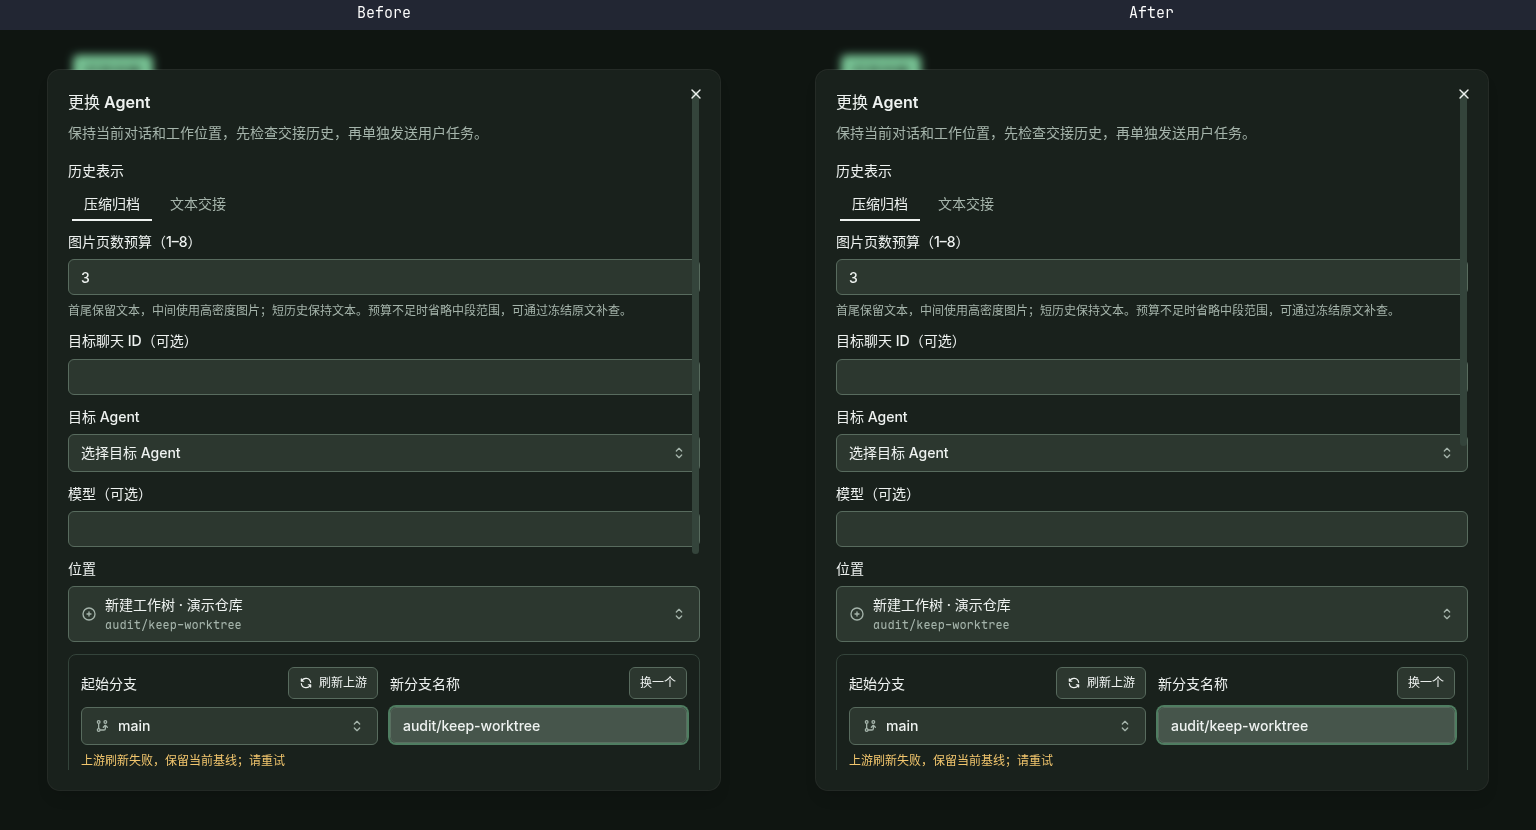 Before
After
更换 Agent
保持当前对话和工作位置，先检查交接历史，再单独发送用户任务。
历史表示
压缩归档
文本交接
图片页数预算（1–8）
3
首尾保留文本，中间使用高密度图片；短历史保持文本。预算不足时省略中段范围，可通过冻结原文补查。
目标聊天 ID（可选）
目标 Agent
选择目标 Agent
模型（可选）
位置
新建工作树 · 演示仓库
audit/keep-worktree
起始分支
刷新上游
新分支名称
换一个
main
audit/keep-worktree
上游刷新失败，保留当前基线；请重试
更换 Agent
保持当前对话和工作位置，先检查交接历史，再单独发送用户任务。
历史表示
压缩归档
文本交接
图片页数预算（1–8）
3
首尾保留文本，中间使用高密度图片；短历史保持文本。预算不足时省略中段范围，可通过冻结原文补查。
目标聊天 ID（可选）
目标 Agent
选择目标 Agent
模型（可选）
位置
新建工作树 · 演示仓库
audit/keep-worktree
起始分支
刷新上游
新分支名称
换一个
main
audit/keep-worktree
上游刷新失败，保留当前基线；请重试